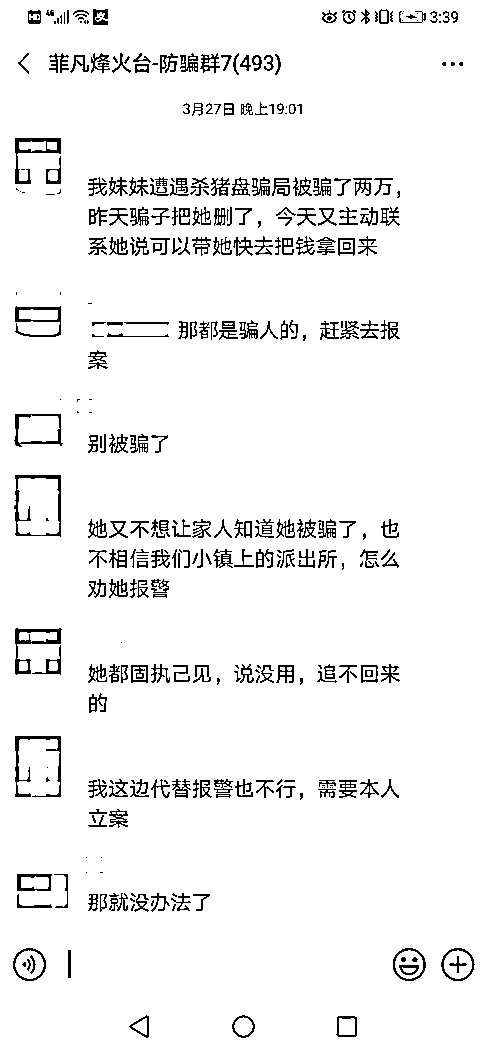 3:39
菲凡烽火台-防骗群7(493)
3月27日 晚上19:01
我妹妹遭遇杀猪盘骗局被骗了两万，
昨天骗子把她删了，今天又主动联
系她说可以带她快去把钱拿回来
那都是骗人的，赶紧去报
案
别被骗了
她又不想让家人知道她被骗了，也
不相信我们小镇上的派出所，怎么
劝她报警
她都固执己见，说没用，追不回来
的
我这边代替报警也不行，需要本人
立案
那就没办法了